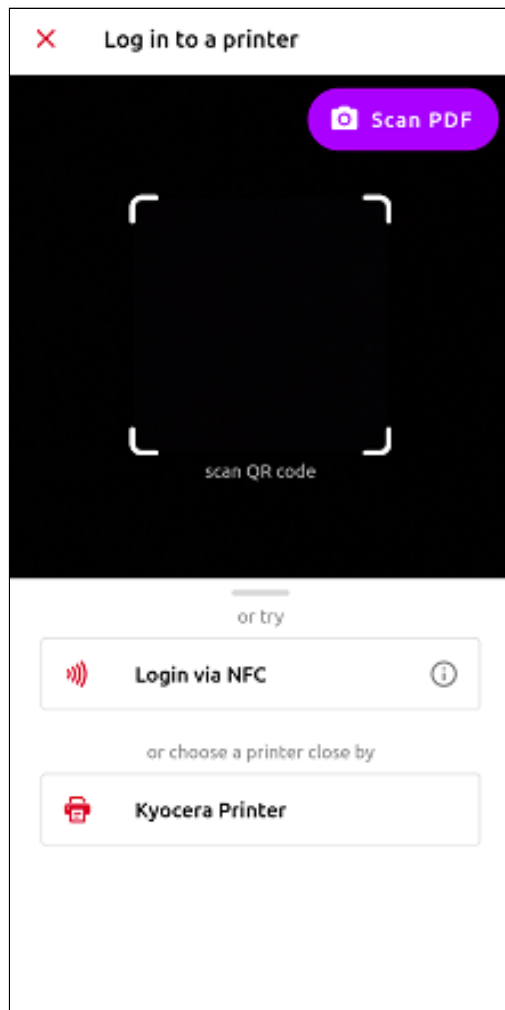 Log in to a printer
Scan PDF
scan QR code
or try
Login via NFC
or choose a printer close by
Kyocera Printer